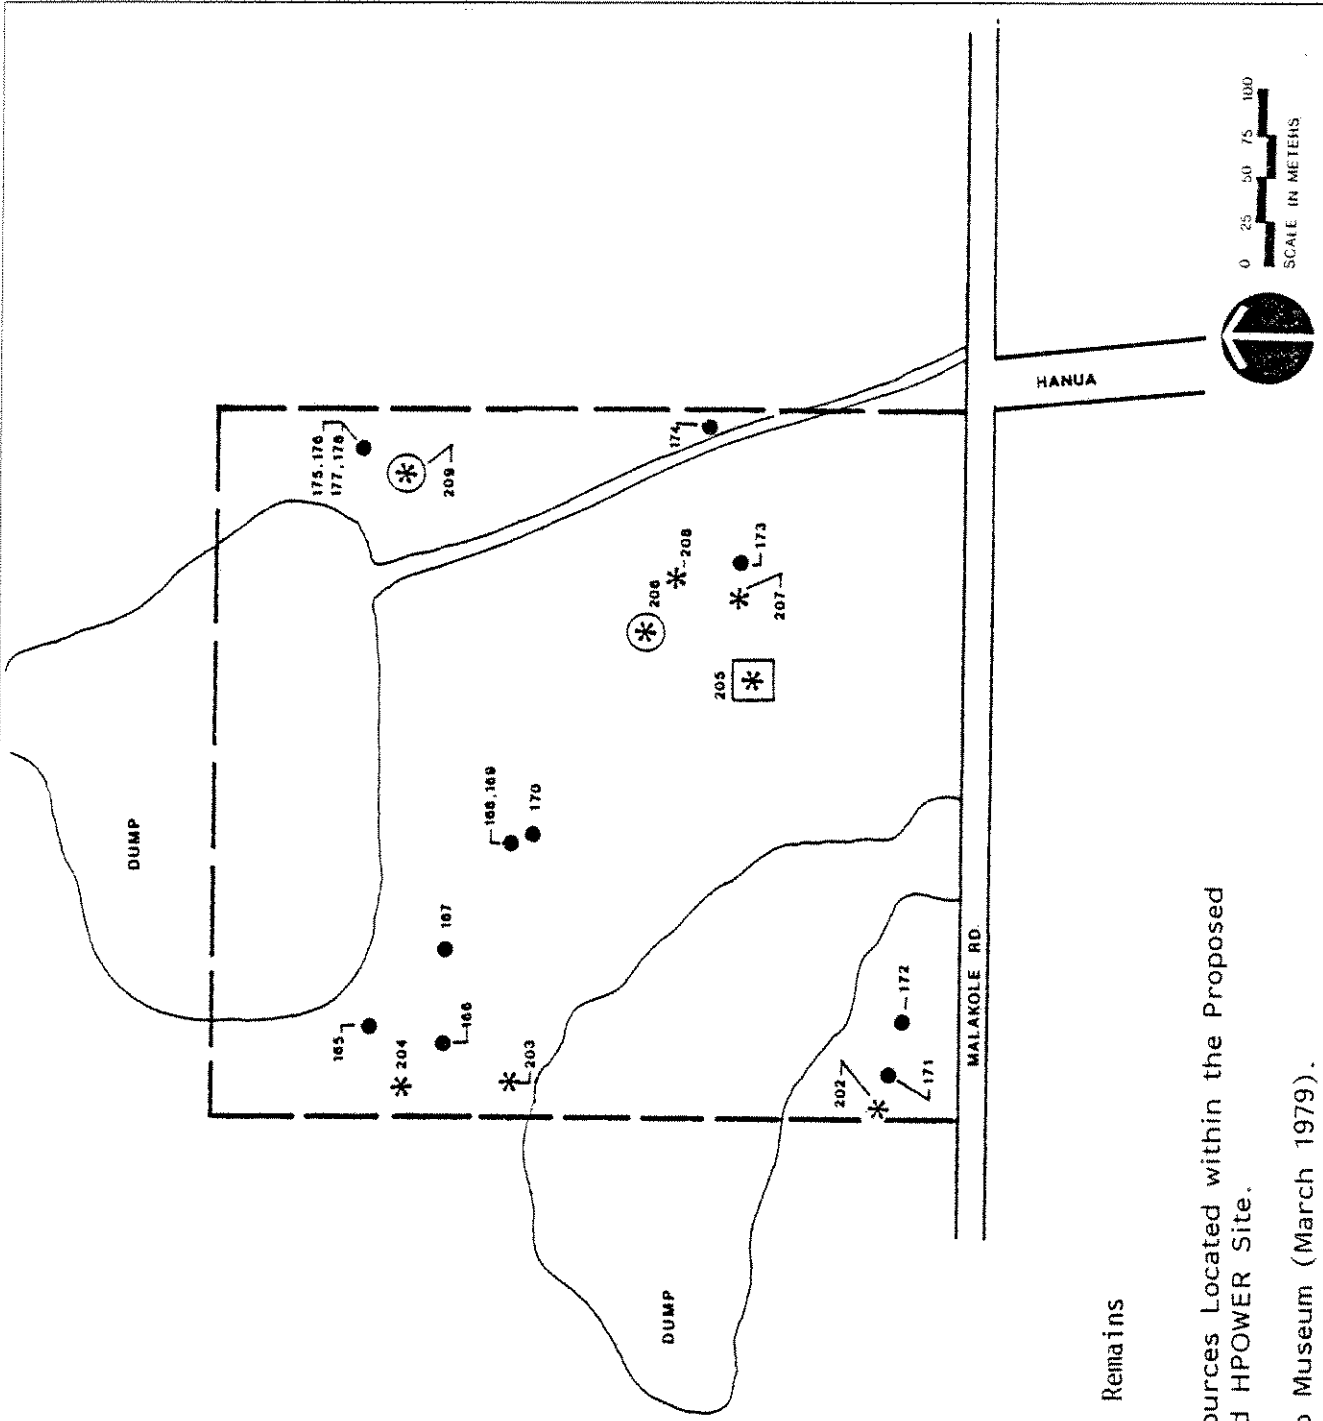 DUMP
175,176
177,178
209
174
165
204
166
167
168,169
170
203
206
208
173
207
205
DUMP
202
171
172
MALAKOLE RD.
HANUA
0 25 50 75 100
SCALE IN METERS
Remains
ources Located within the Proposed
d HPOWER Site.
Museum (March 1979).